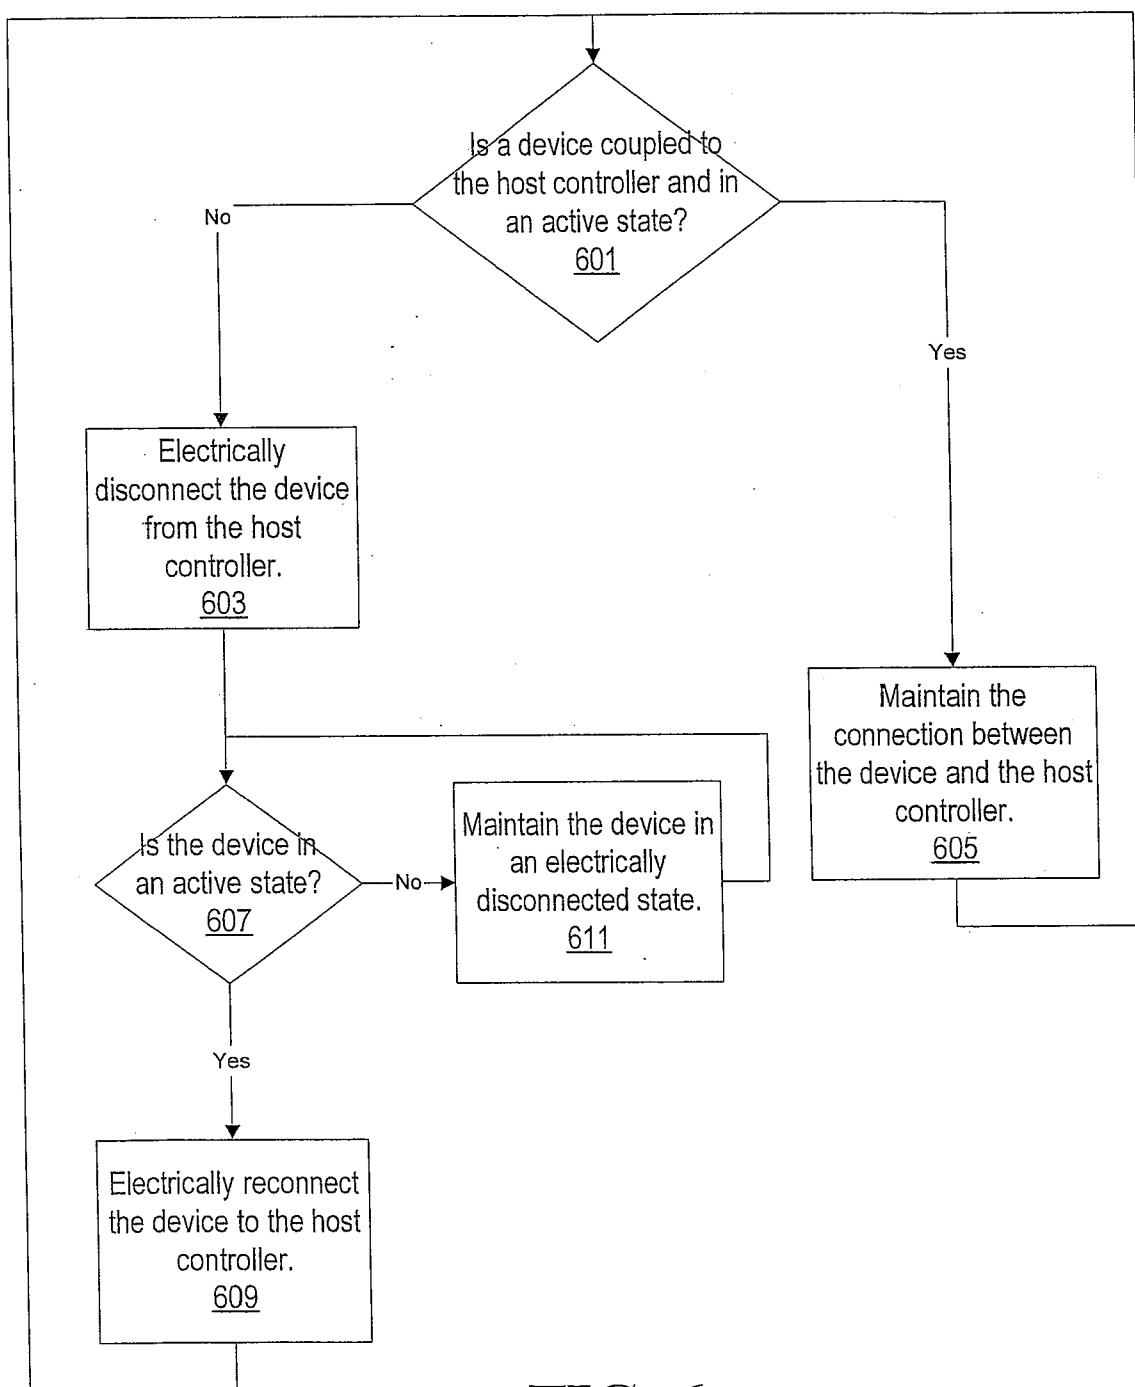 Is a device coupled to
the host controller and in
an active state?
601
No
Yes
Electrically
disconnect the device
from the host
controller.
603
Maintain the
connection between
the device and the host
controller.
605
Is the device in
an active state?
607
No
Maintain the device in
an electrically
disconnected state.
611
Yes
Electrically reconnect
the device to the host
controller.
609